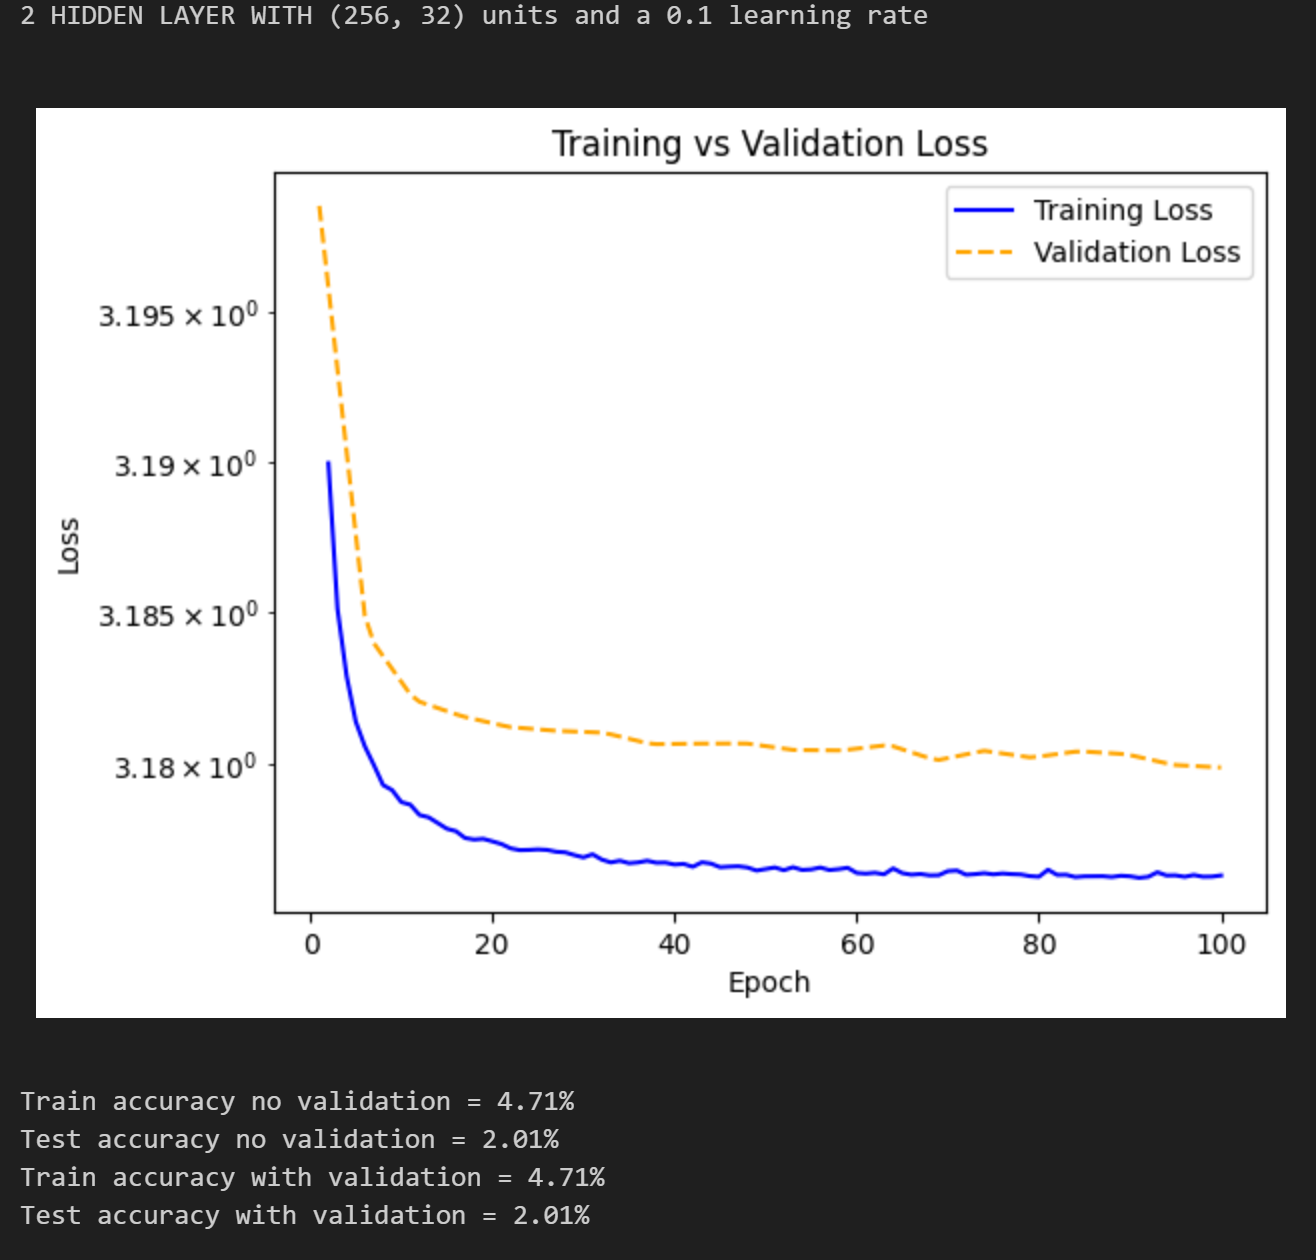 2 HIDDEN LAYER WITH (256, 32) units and a 0.1 learning rate
Training vs Validation Loss
Training Loss
Validation Loss
3.195 × 10⁰
3.19 × 10⁰
3.185 × 10⁰
3.18 × 10⁰
Loss
0 20 40 60 80 100
Epoch
Train accuracy no validation = 4.71%
Test accuracy no validation = 2.01%
Train accuracy with validation = 4.71%
Test accuracy with validation = 2.01%